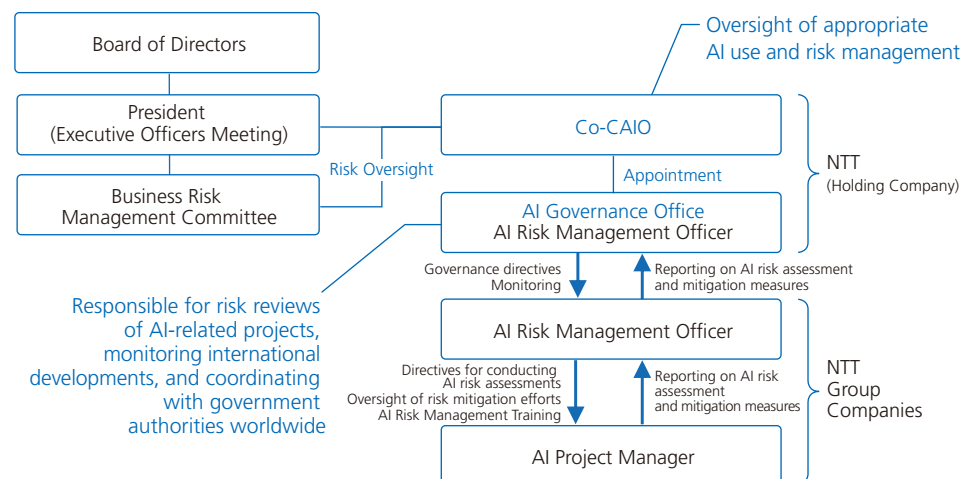 Board of Directors
President
(Executive Officers Meeting)
Business Risk
Management Committee
Risk Oversight
Oversight of appropriate
AI use and risk management
Co-CAIO
Appointment
AI Governance Office
AI Risk Management Officer
NTT
(Holding Company)
Responsible for risk reviews
of AI-related projects,
monitoring international
developments, and coordinating
with government
authorities worldwide
Governance directives
Monitoring
Reporting on AI risk assessment
and mitigation measures
AI Risk Management Officer
Directives for conducting
AI risk assessments
Oversight of risk mitigation efforts
AI Risk Management Training
Reporting on AI risk
assessment
and mitigation measures
AI Project Manager
NTT
Group
Companies